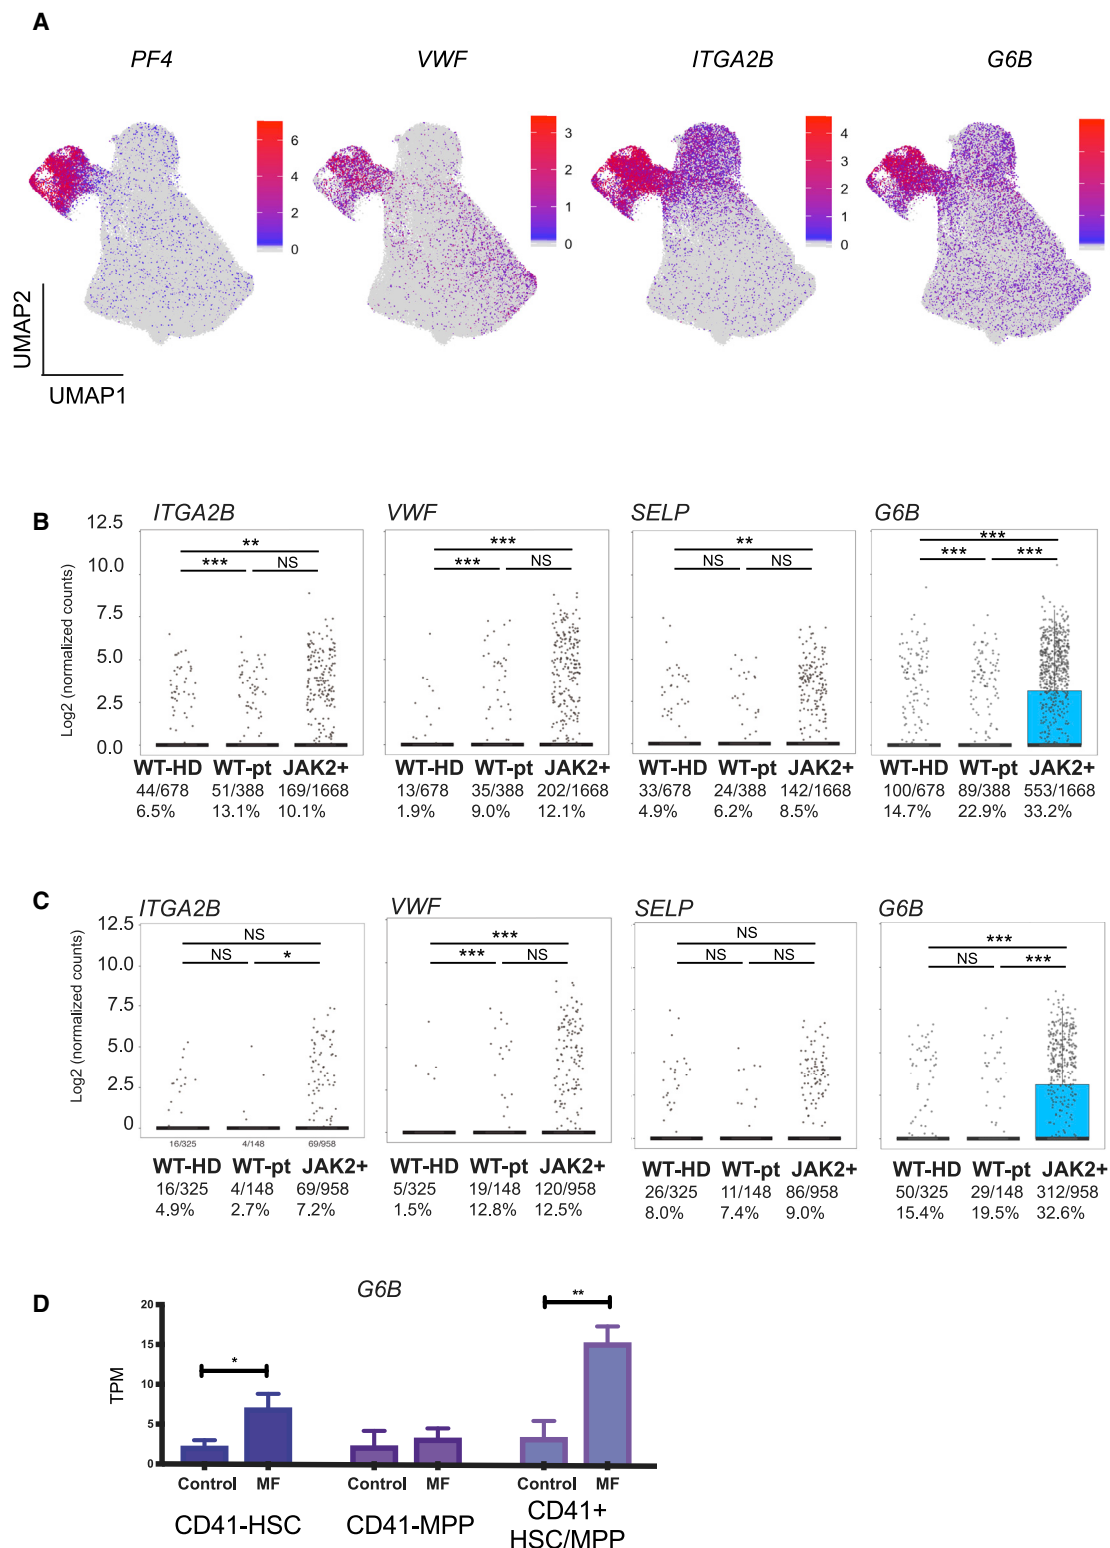 A
PF4 VWF ITGA2B G6B
6 4 2 0
3 2 1 0
4 3 2 1 0
UMAP2
UMAP1
B
ITGA2B VWF SELP G6B
Log2 (normalized counts)
12.5
10.0
7.5
5.0
2.5
0.0
** *** NS
*** *** NS
** NS NS
*** *** ***
WT-HD WT-pt JAK2+ WT-HD WT-pt JAK2+ WT-HD WT-pt JAK2+ WT-HD WT-pt JAK2+
44/678 51/388 169/1668 13/678 35/388 202/1668 33/678 24/388 142/1668 100/678 89/388 553/1668
6.5% 13.1% 10.1% 1.9% 9.0% 12.1% 4.9% 6.2% 8.5% 14.7% 22.9% 33.2%
C
ITGA2B VWF SELP G6B
Log2 (normalized counts)
12.5
10.0
7.5
5.0
2.5
0
NS NS *
*** *** NS
NS NS NS
*** NS ***
16/325 4/148 69/958
WT-HD WT-pt JAK2+ WT-HD WT-pt JAK2+ WT-HD WT-pt JAK2+ WT-HD WT-pt JAK2+
16/325 4/148 69/958 5/325 19/148 120/958 26/325 11/148 86/958 50/325 29/148 312/958
4.9% 2.7% 7.2% 1.5% 12.8% 12.5% 8.0% 7.4% 9.0% 15.4% 19.5% 32.6%
D
G6B
TPM
20
15
10
5
0
* **
Control MF Control MF Control MF
CD41-HSC CD41-MPP CD41+
HSC/MPP